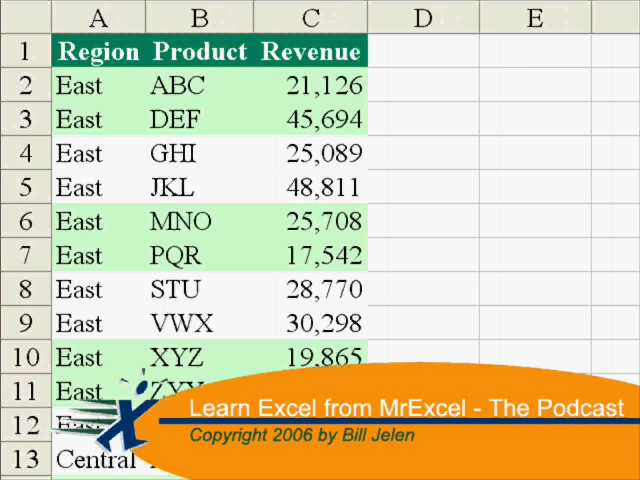 A B C D E
1 Region Product Revenue
2 East ABC 21,126
3 East DEF 45,694
4 East GHI 25,089
5 East JKL 48,811
6 East MNO 25,708
7 East PQR 17,542
8 East STU 28,770
9 East VWX 30,298
10 East XYZ 19,865
11 East
12 East
13 Central
Learn Excel from MrExcel - The Podcast
Copyright 2006 by Bill Jelen